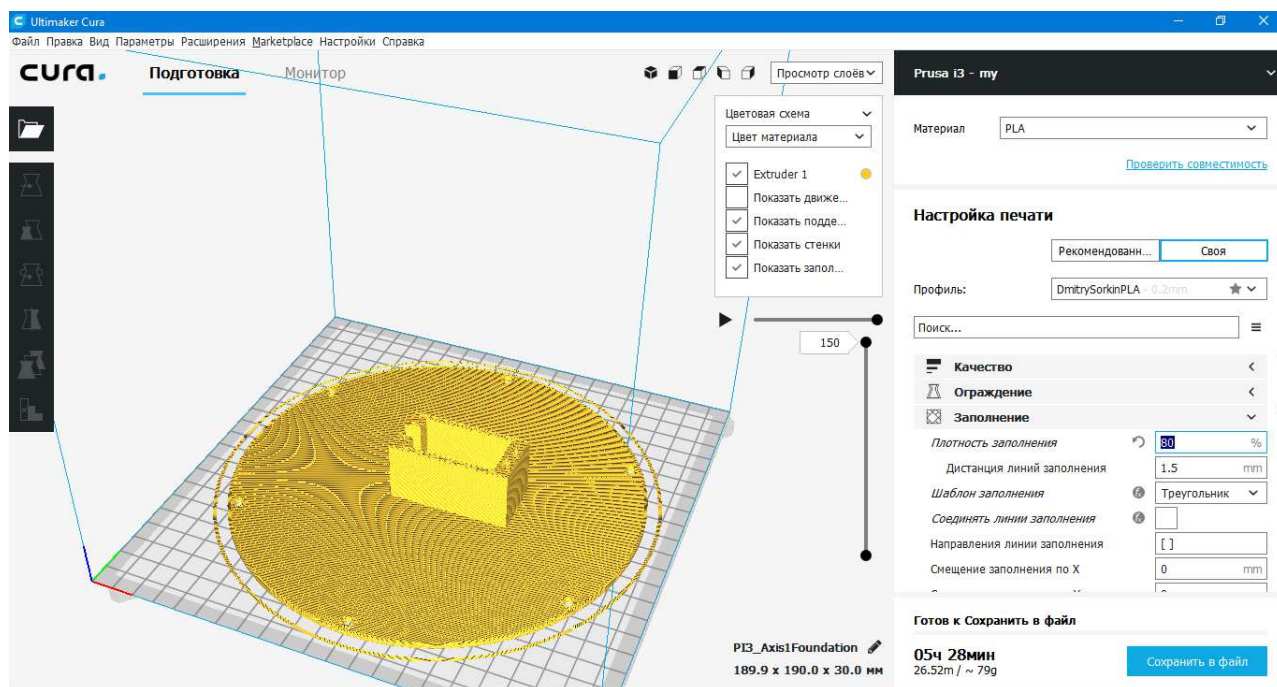 Ultimaker Cura
Файл Правка Вид Параметры Расширения Marketplace Настройки Справка
cura.
Подготовка
Монитор
Просмотр слоёв
Prusa i3 - my
Цветовая схема
Цвет материала
Extruder 1
Показать движе...
Показать подде...
Показать стенки
Показать запол...
150
Материал
PLA
Проверить совместимость
Настройка печати
Рекомендованн...
Своя
Профиль:
DmitrySorkinPLA - 0.2mm
Поиск...
Качество
Ограждение
Заполнение
Плотность заполнения
80 %
Дистанция линий заполнения
1.5 mm
Шаблон заполнения
Треугольник
Соединять линии заполнения
Направления линии заполнения
[ ]
Смещение заполнения по X
0 mm
PI3_Axis1Foundation
189.9 x 190.0 x 30.0 мм
Готов к Сохранить в файл
05ч 28мин
26.52m / ~ 79g
Сохранить в файл